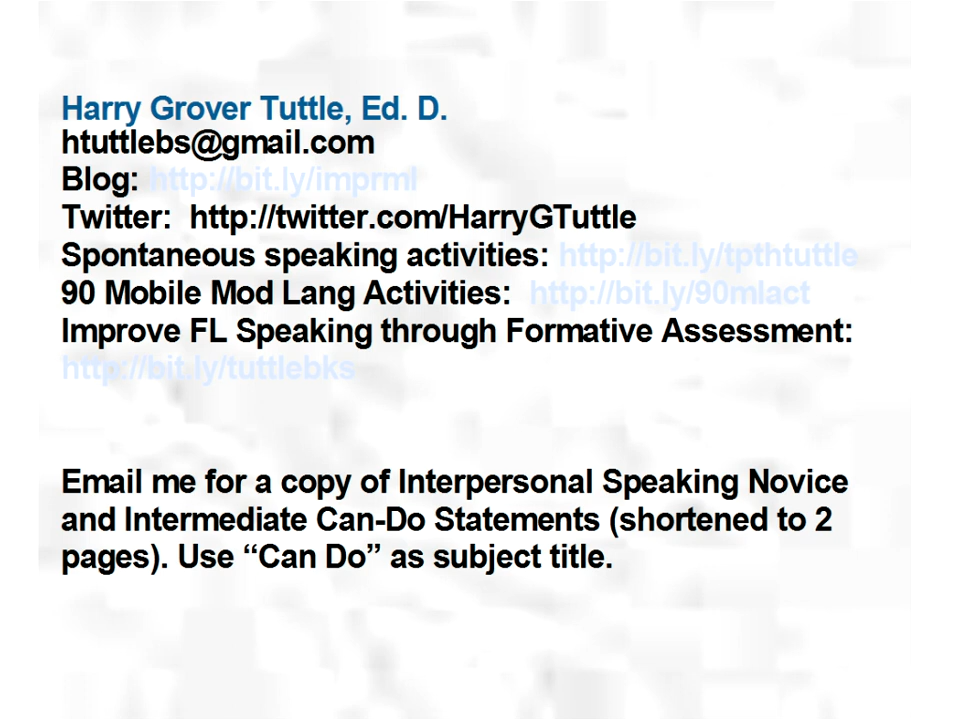 Harry Grover Tuttle, Ed. D.
htuttlebs@gmail.com
Blog: http://bit.ly/imprml
Twitter:  http://twitter.com/HarryGTuttle
Spontaneous speaking activities: http://bit.ly/tpthtuttle
90 Mobile Mod Lang Activities:  http://bit.ly/90mlact
Improve FL Speaking through Formative Assessment:
http://bit.ly/tuttlebks
Email me for a copy of Interpersonal Speaking Novice
and Intermediate Can-Do Statements (shortened to 2
pages). Use “Can Do” as subject title.